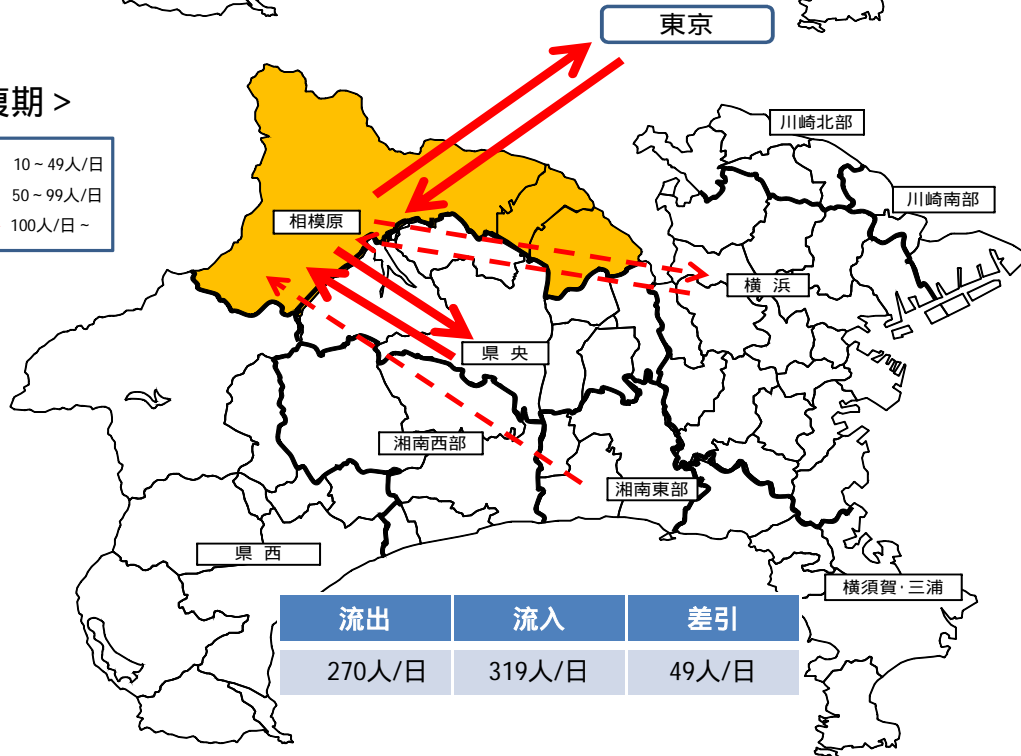 東京
復期 >
10 ~ 49人/日
50 ~ 99人/日
100人/日 ~
川崎北部
川崎南部
相模原
横 浜
県 央
湘南西部
湘南東部
県 西
横須賀・三浦
流出 流入 差引
270人/日 319人/日 49人/日